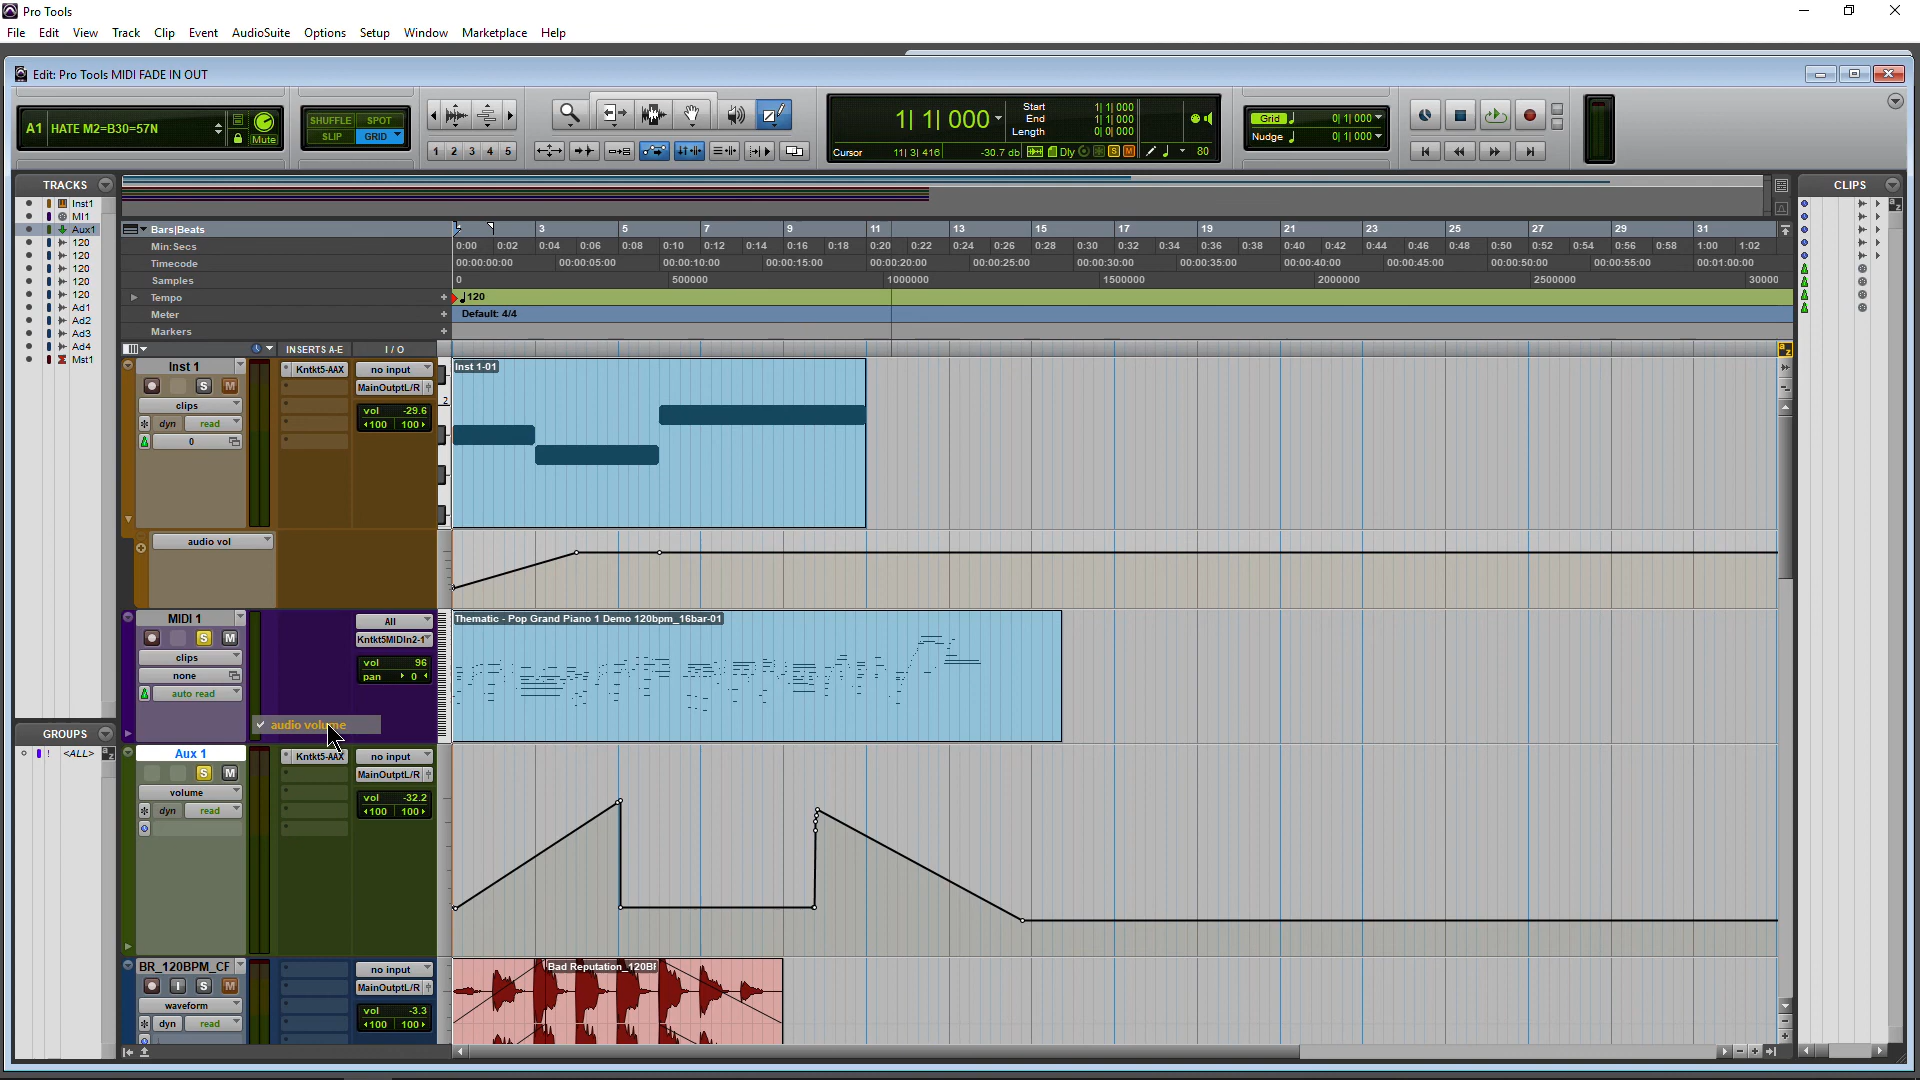 Pro Tools
File Edit View Track Clip Event AudioSuite Options Setup Window Marketplace Help
Edit: Pro Tools MIDI FADE IN OUT
A1 HATE M2=B30=57N Mute
SHUFFLE SPOT
SLIP GRID
1 2 3 4 5
1| 1| 000
Start 1| 1| 000
End 1| 1| 000
Length 0| 0| 000
Cursor 11| 3| 416 -30.7 db Dly S M 80
Grid 0| 1| 000
Nudge 0| 1| 000
TRACKS
Inst1
MI1
Aux1
120
120
120
120
120
Ad1
Ad2
Ad3
Ad4
Mst1
GROUPS
! <ALL>
a z
CLIPS
Bars|Beats 3 5 7 9 11 13 15 17 19 21 23 25 27 29 31
Min:Secs 0:00 0:02 0:04 0:06 0:08 0:10 0:12 0:14 0:16 0:18 0:20 0:22 0:24 0:26 0:28 0:30 0:32 0:34 0:36 0:38 0:40 0:42 0:44 0:46 0:48 0:50 0:52 0:54 0:56 0:58 1:00 1:02
Timecode 00:00:00:00 00:00:05:00 00:00:10:00 00:00:15:00 00:00:20:00 00:00:25:00 00:00:30:00 00:00:35:00 00:00:40:00 00:00:45:00 00:00:50:00 00:00:55:00 00:01:00:00
Samples 0 500000 1000000 1500000 2000000 2500000 30000
Tempo 120
Meter Default: 4/4
Markers
INSERTS A-E I / O
Inst 1 Kntkt5-AAX no input Inst 1-01
S M MainOutptL/R
clips 2
vol -29.6
dyn read 100 100
0
audio vol
MIDI 1 All Thematic - Pop Grand Piano 1 Demo 120bpm_16bar-01
S M Kntkt5MIDIn2-1
clips vol 96
none pan 0
auto read
audio volume
Aux 1 Kntkt5-AAX no input
S M MainOutptL/R
volume vol -32.2
dyn read 100 100
BR_120BPM_CF no input Bad Reputation_120BF
I S M MainOutptL/R
waveform vol -3.3
dyn read 100 100